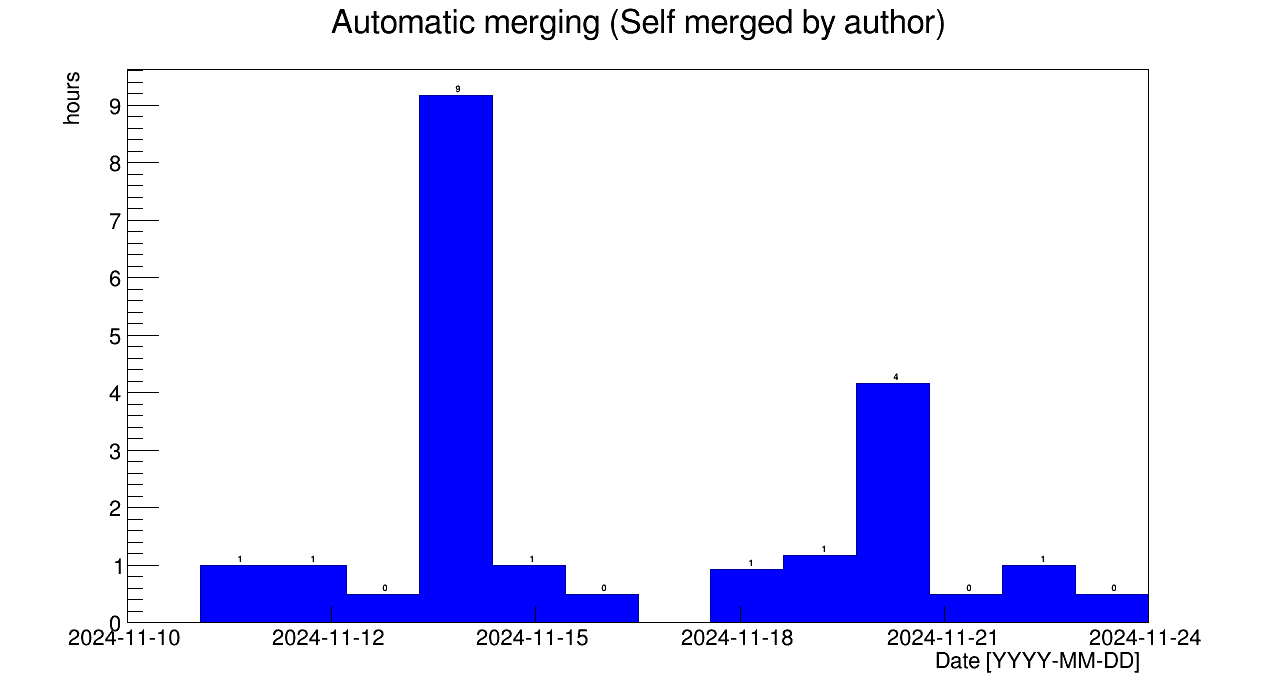 Automatic merging (Self merged by author)
hours
9
8
7
6
5
4
3
2
1
0
1 1 0 9 1 0 1 1 4 0 1 0
2024-11-10 2024-11-12 2024-11-15 2024-11-18 2024-11-21 2024-11-24
Date [YYYY-MM-DD]